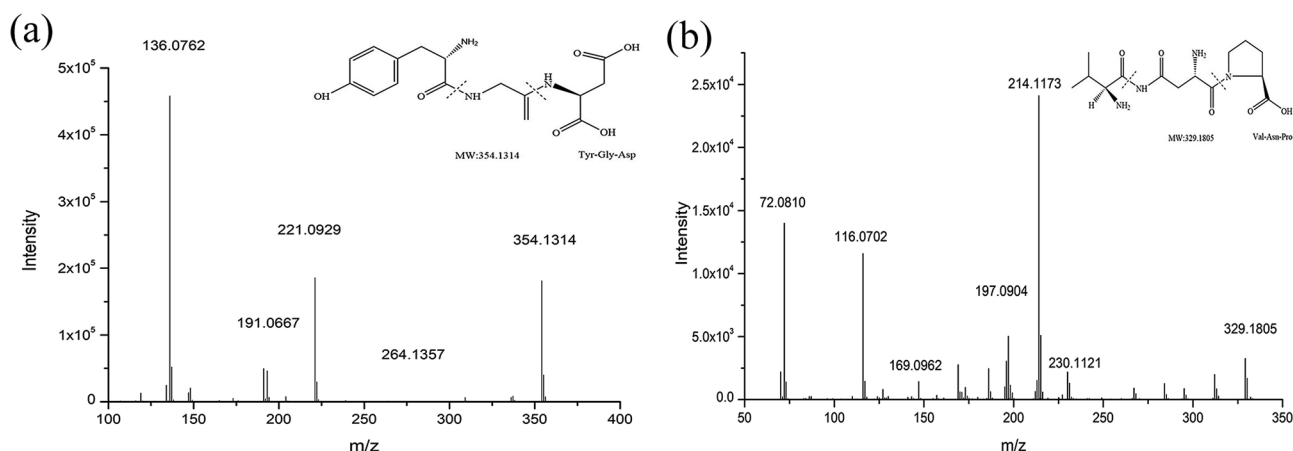 (a)
136.0762
221.0929
354.1314
191.0667
264.1357
5x10⁵
4x10⁵
3x10⁵
2x10⁵
1x10⁵
0
Intensity
100 150 200 250 300 350 400
m/z
OH
NH₂
O
NH
H
N
O
OH
O
OH
MW:354.1314 Tyr-Gly-Asp
(b)
214.1173
72.0810
116.0702
197.0904
169.0962
230.1121
329.1805
2.5x10⁴
2.0x10⁴
1.5x10⁴
1.0x10⁴
5.0x10³
0.0
Intensity
50 100 150 200 250 300 350
m/z
O
H
NH₂
NH
O
NH₂
O
N
O
OH
MW:329.1805 Val-Asn-Pro